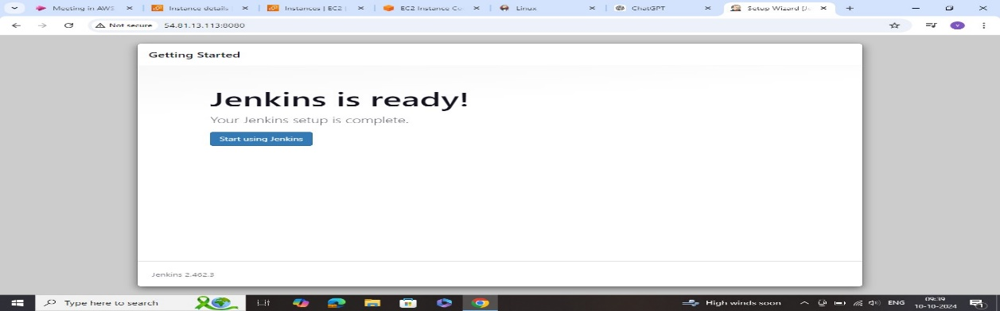 Meeting in AWS
Instance details
Instances | EC2
EC2 Instance Co
Linux
ChatGPT
Setup Wizard [Je
Not secure
54.81.13.113:8080
Getting Started
Jenkins is ready!
Your Jenkins setup is complete.
Start using Jenkins
Jenkins 2.462.3
Type here to search
High winds soon
ENG
09:39
10-10-2024